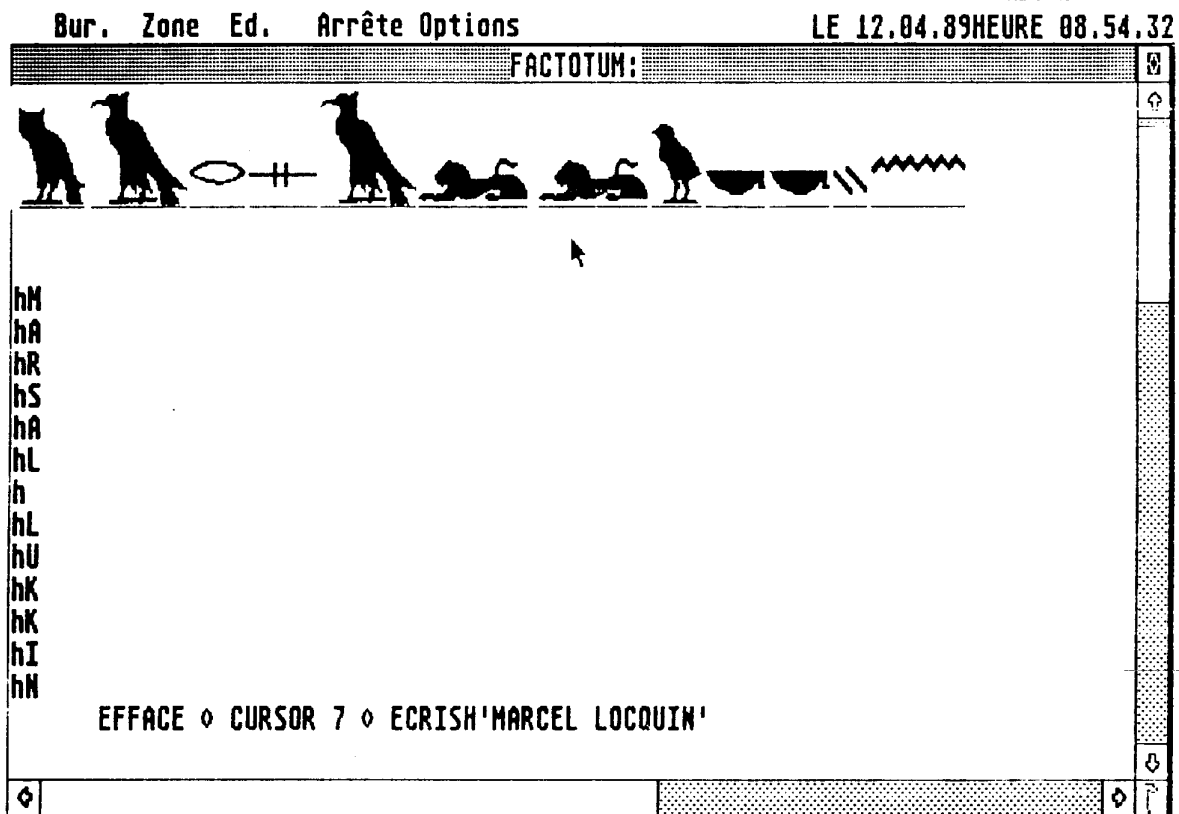 Bur. Zone Ed. Arrête Options LE 12.04.89HEURE 08.54.32
FACTOTUM:
𓅓𓄿𓂋𓊃𓄿𓃭𓃭𓅱𓎡𓎡𓏭𓈖
hM
hA
hR
hS
hA
hL
h
hL
hU
hK
hK
hI
hN
EFFACE ◊ CURSOR 7 ◊ ECRISH'MARCEL LOCQUIN'